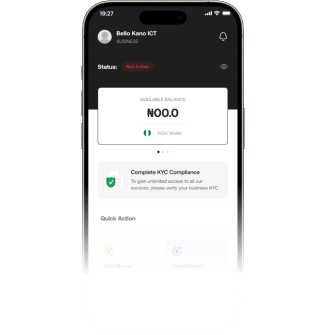 19:27
Bello Kano ICT
BUSINESS
Status: Not Active
AVAILABLE BALANCE
₦00.0
NGN Wallet
Complete KYC Compliance
To gain unlimited access to all our
services, please verify your business KYC
Quick Action
Add Money
Send Money